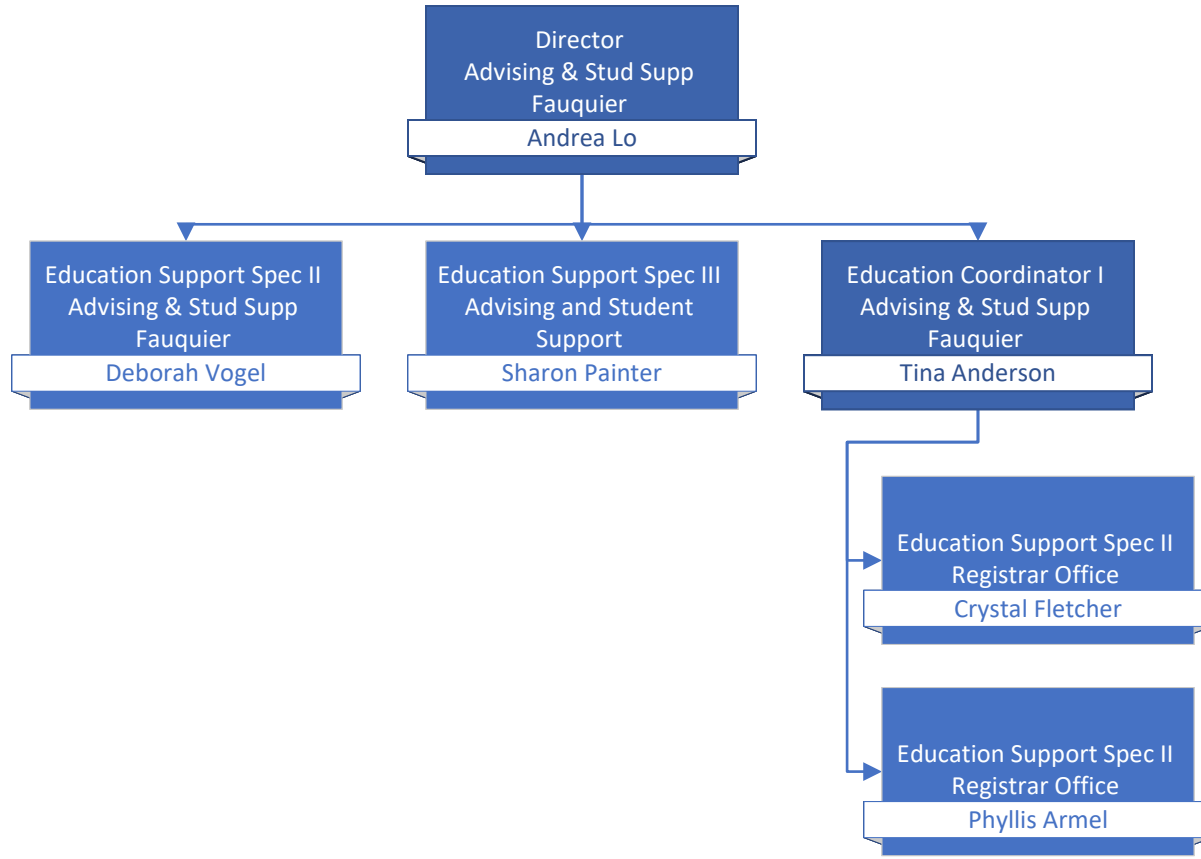 Director
Advising & Stud Supp
Fauquier
Andrea Lo
Education Support Spec II
Advising & Stud Supp
Fauquier
Deborah Vogel
Education Support Spec III
Advising and Student
Support
Sharon Painter
Education Coordinator I
Advising & Stud Supp
Fauquier
Tina Anderson
Education Support Spec II
Registrar Office
Crystal Fletcher
Education Support Spec II
Registrar Office
Phyllis Armel